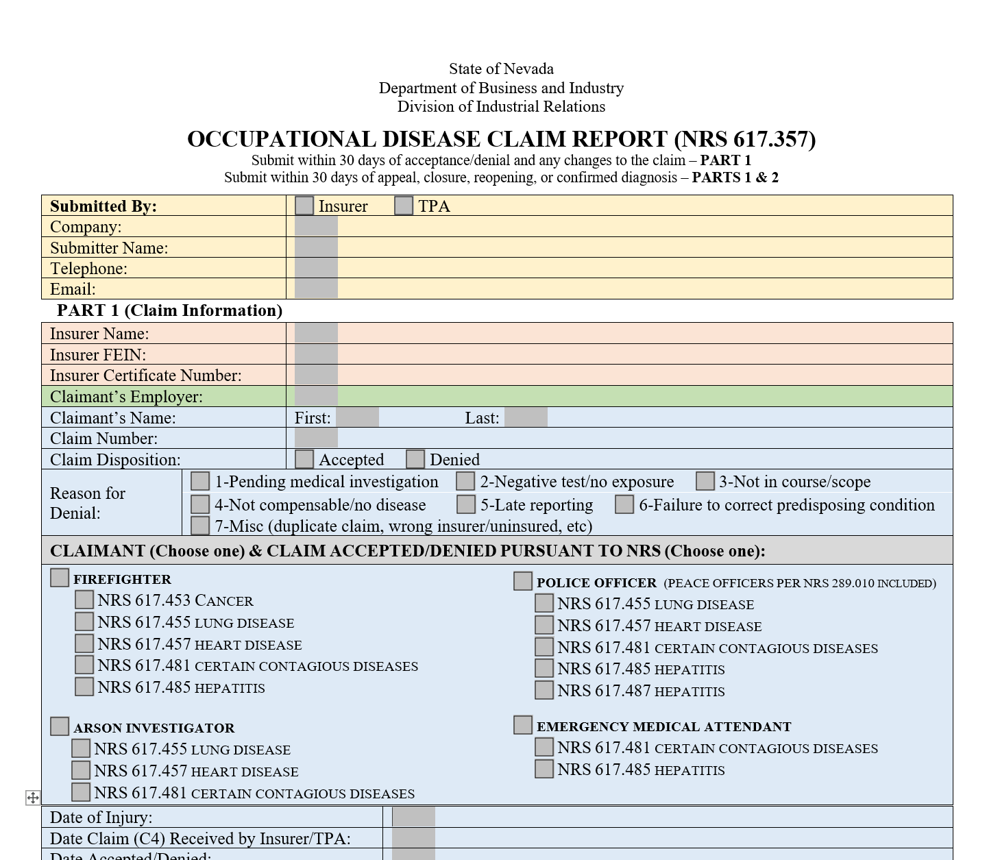 State of Nevada
Department of Business and Industry
Division of Industrial Relations
OCCUPATIONAL DISEASE CLAIM REPORT (NRS 617.357)
Submit within 30 days of acceptance/denial and any changes to the claim – PART 1
Submit within 30 days of appeal, closure, reopening, or confirmed diagnosis – PARTS 1 & 2
Submitted By: Insurer TPA
Company:
Submitter Name:
Telephone:
Email:
PART 1 (Claim Information)
Insurer Name:
Insurer FEIN:
Insurer Certificate Number:
Claimant’s Employer:
Claimant’s Name: First: Last:
Claim Number:
Claim Disposition: Accepted Denied
Reason for
Denial:
1-Pending medical investigation 2-Negative test/no exposure 3-Not in course/scope
4-Not compensable/no disease 5-Late reporting 6-Failure to correct predisposing condition
7-Misc (duplicate claim, wrong insurer/uninsured, etc)
CLAIMANT (Choose one) & CLAIM ACCEPTED/DENIED PURSUANT TO NRS (Choose one):
FIREFIGHTER
NRS 617.453 CANCER
NRS 617.455 LUNG DISEASE
NRS 617.457 HEART DISEASE
NRS 617.481 CERTAIN CONTAGIOUS DISEASES
NRS 617.485 HEPATITIS
POLICE OFFICER (PEACE OFFICERS PER NRS 289.010 INCLUDED)
NRS 617.455 LUNG DISEASE
NRS 617.457 HEART DISEASE
NRS 617.481 CERTAIN CONTAGIOUS DISEASES
NRS 617.485 HEPATITIS
NRS 617.487 HEPATITIS
ARSON INVESTIGATOR
NRS 617.455 LUNG DISEASE
NRS 617.457 HEART DISEASE
NRS 617.481 CERTAIN CONTAGIOUS DISEASES
EMERGENCY MEDICAL ATTENDANT
NRS 617.481 CERTAIN CONTAGIOUS DISEASES
NRS 617.485 HEPATITIS
Date of Injury:
Date Claim (C4) Received by Insurer/TPA:
Date Accepted/Denied: